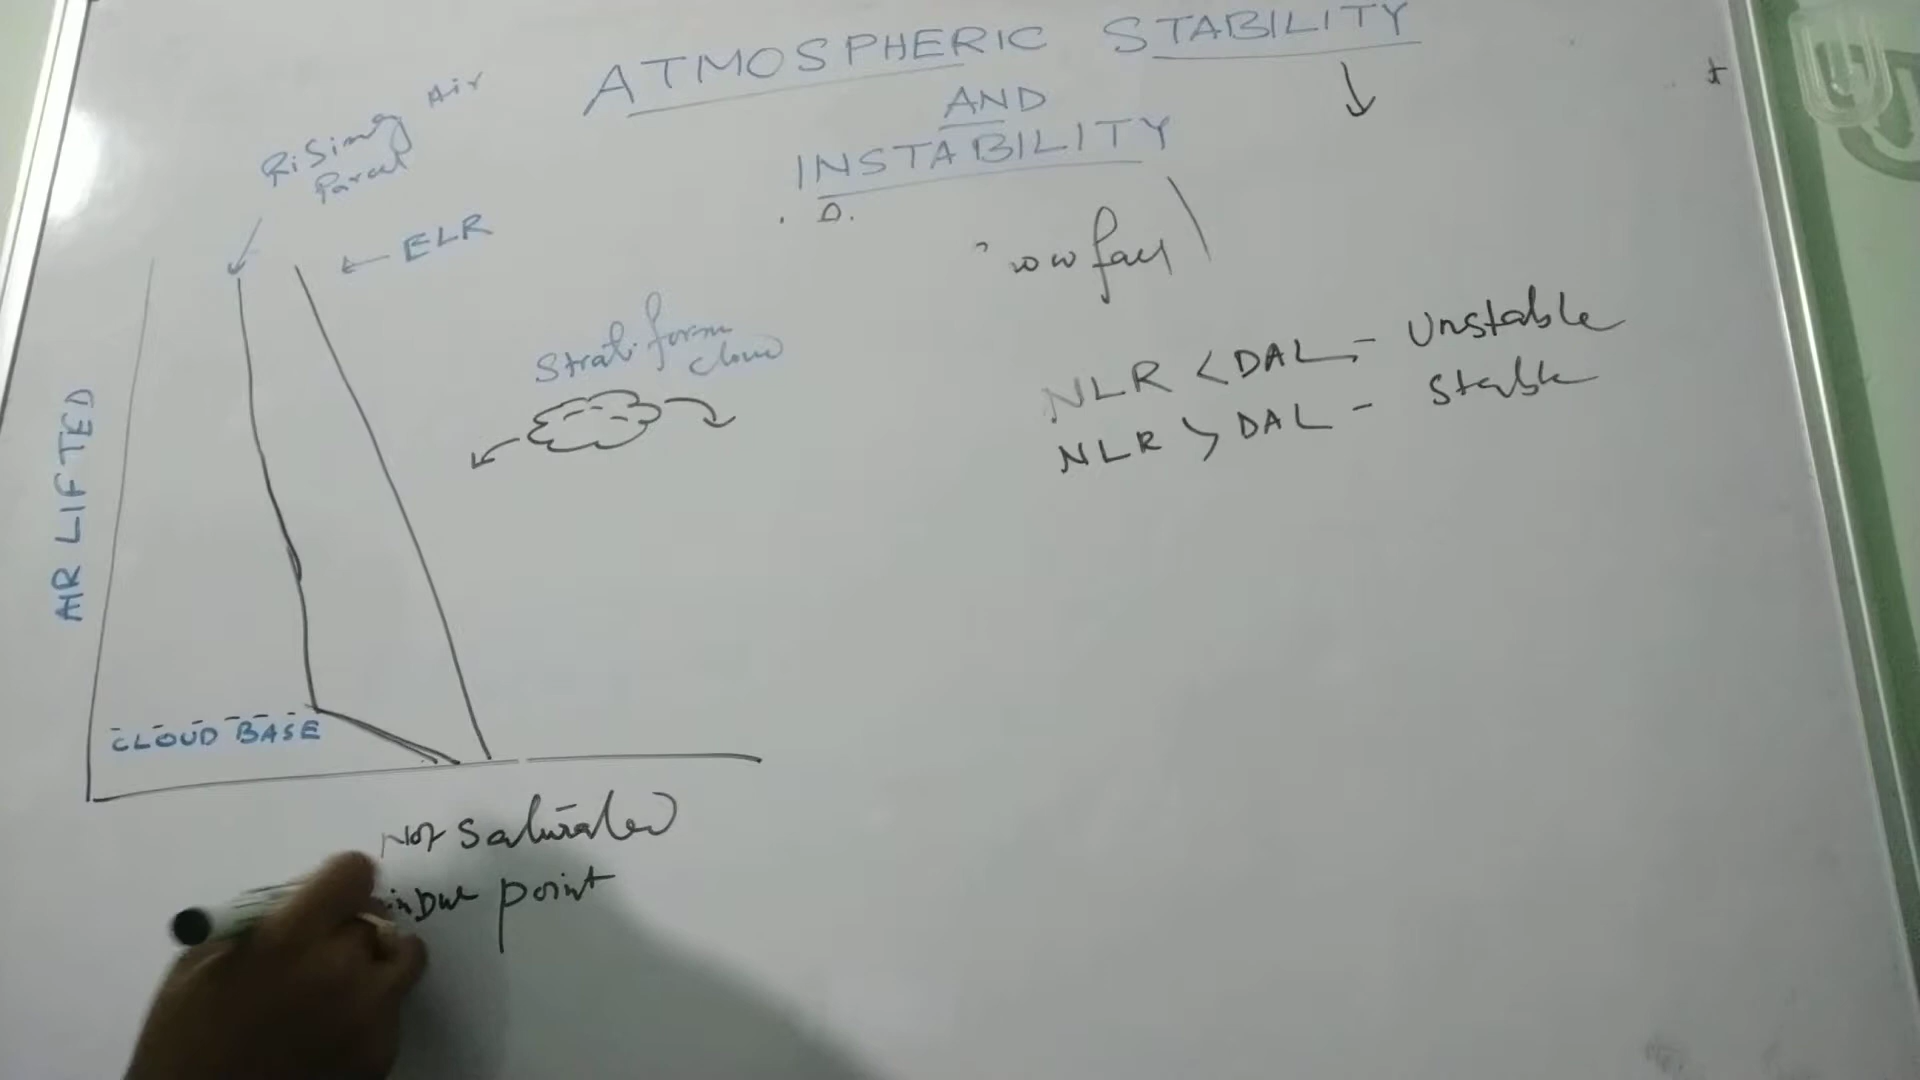 ATMOSPHERIC STABILITY
AND
INSTABILITY
D.
Rising Air
Parcel
ELR
Strati form
cloud
NLR < DAL - Unstable
NLR > DAL - Stable
AIR LIFTED
CLOUD BASE
Not Saturated
point